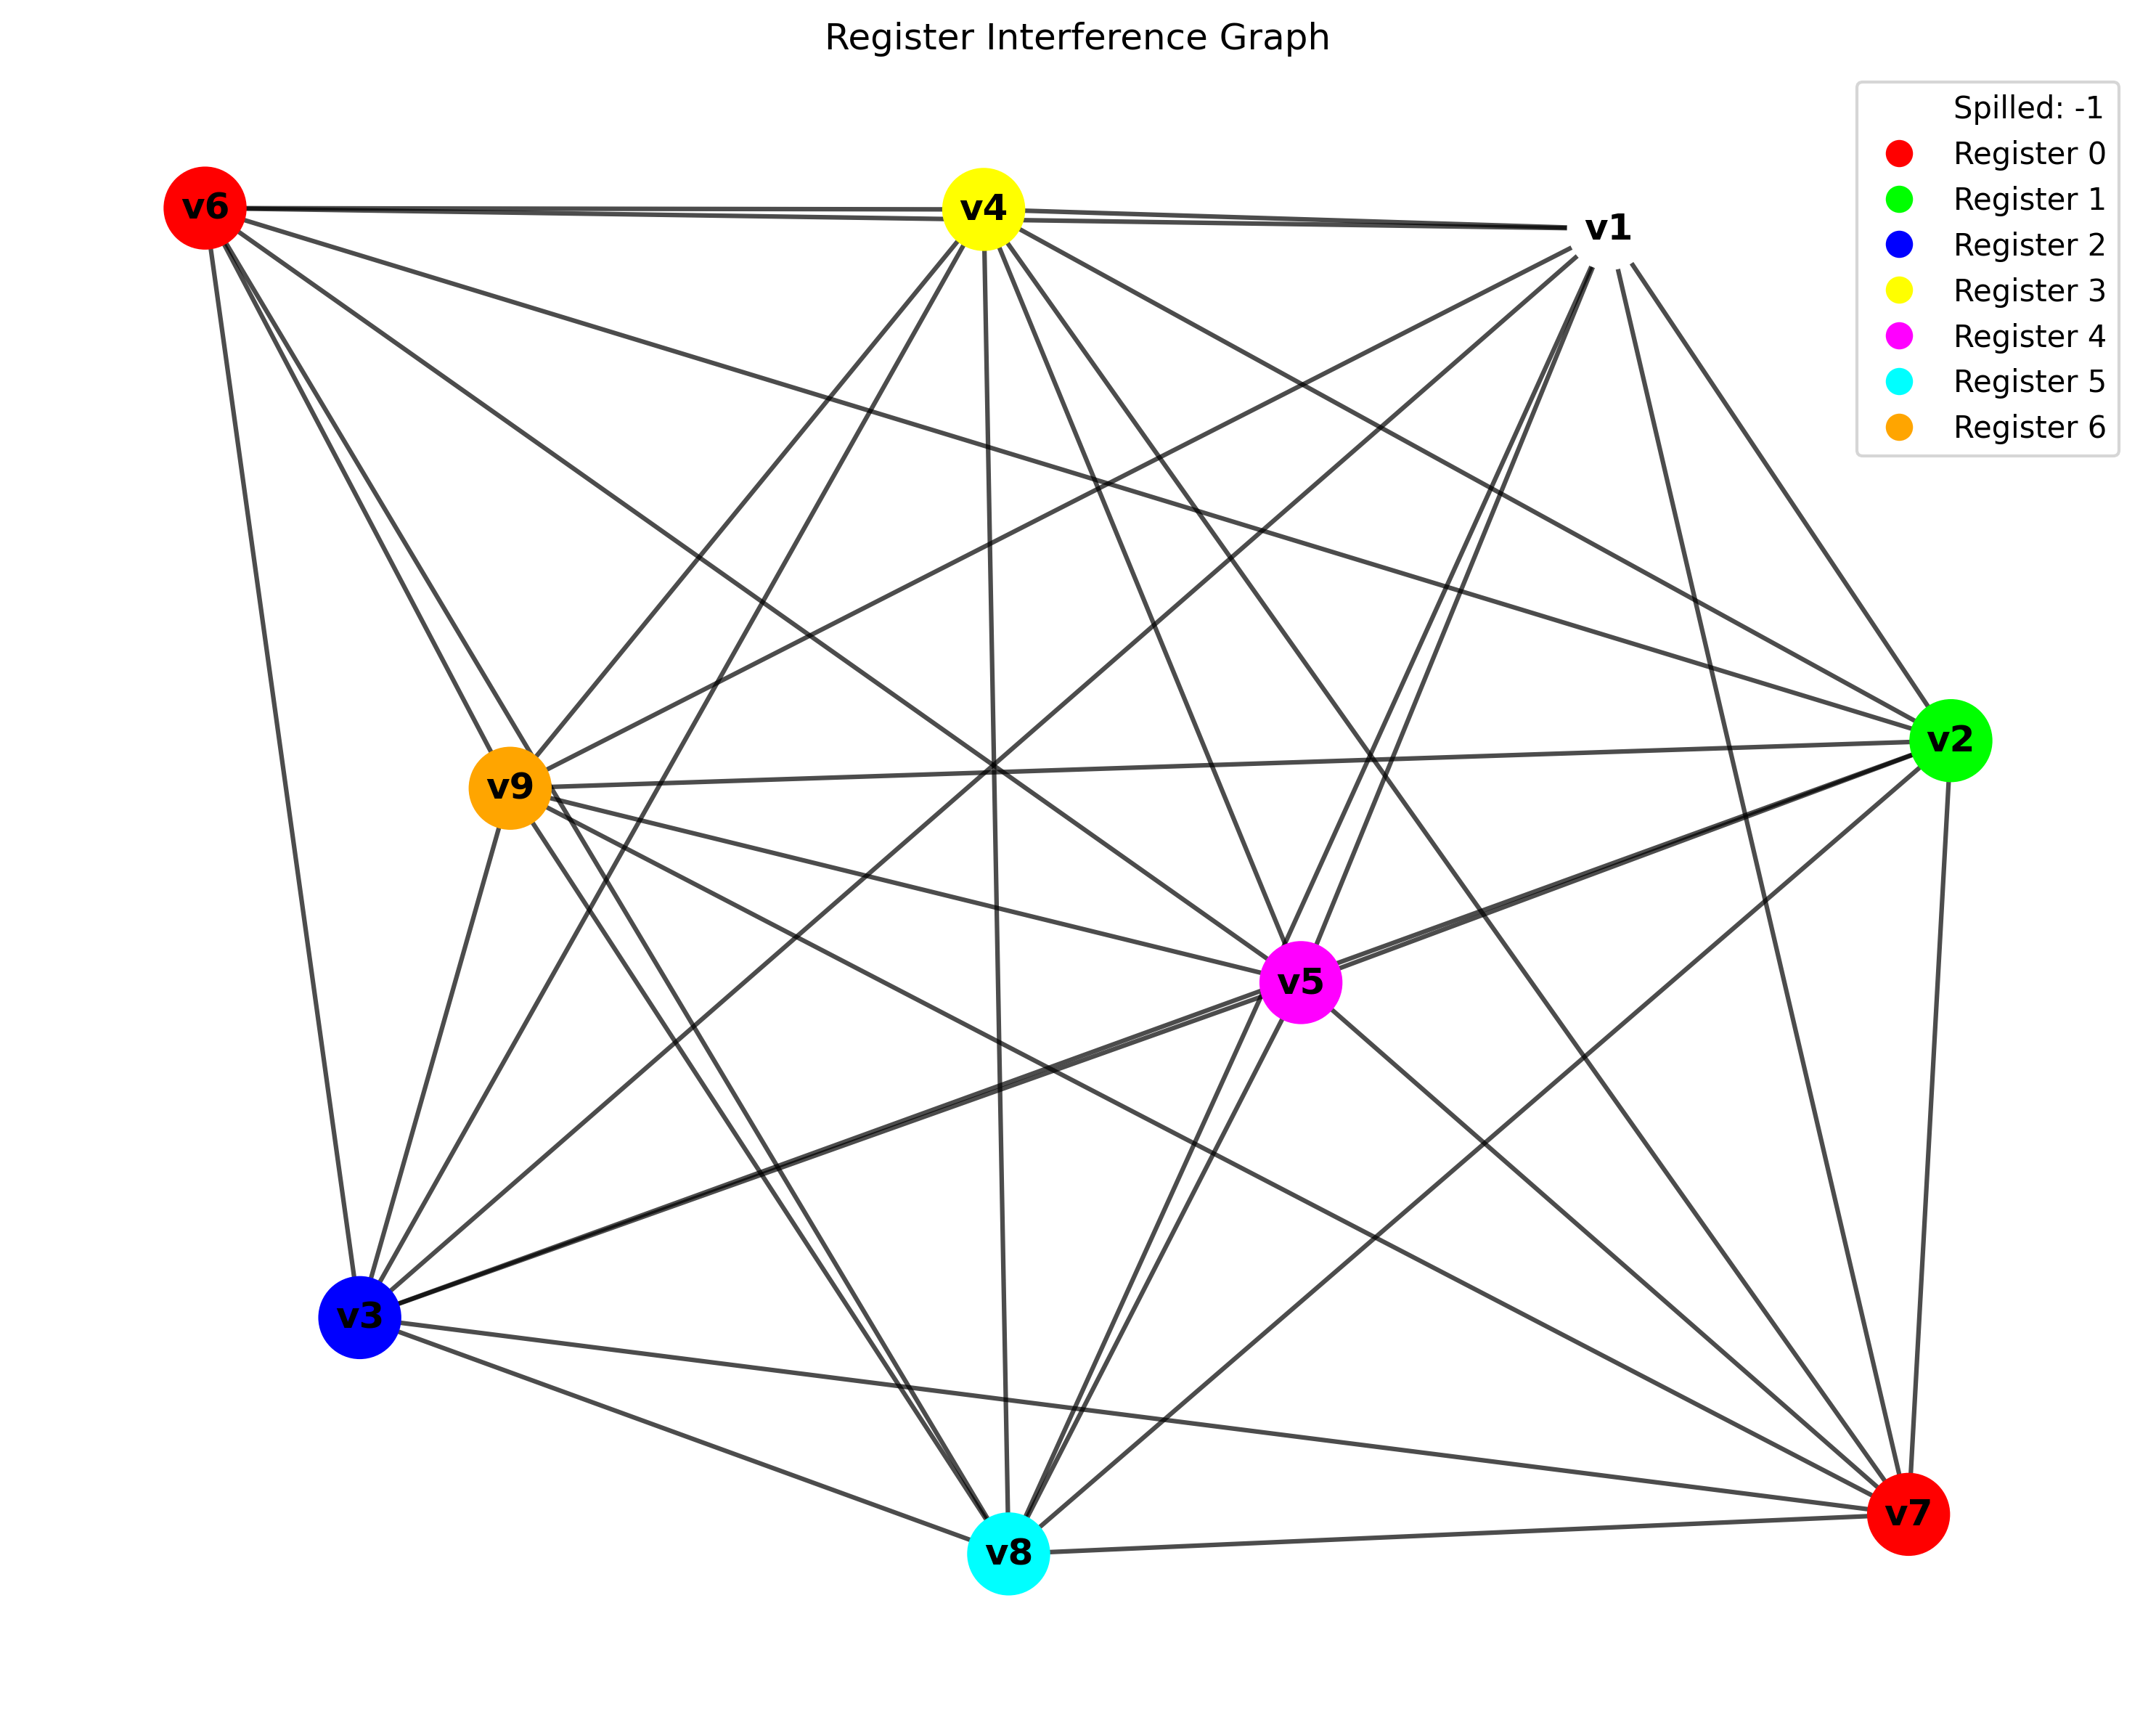 Register Interference Graph
Spilled: -1
Register 0
Register 1
Register 2
Register 3
Register 4
Register 5
Register 6
v6
v4
v1
v2
v9
v5
v3
v7
v8